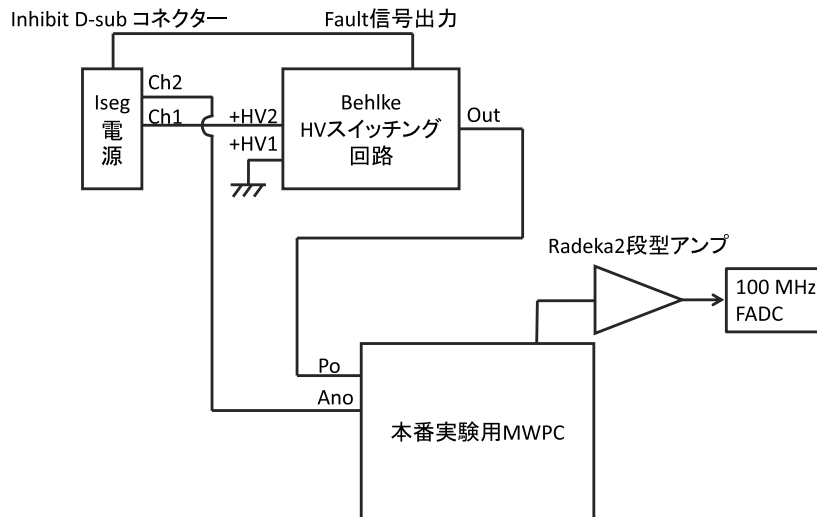 Inhibit D-sub コネクター
Fault信号出力
Iseg
電
源
Ch2
Ch1
+HV2
+HV1
Behlke
HVスイッチング
回路
Out
Radeka2段型アンプ
100 MHz
FADC
Po
Ano
本番実験用MWPC